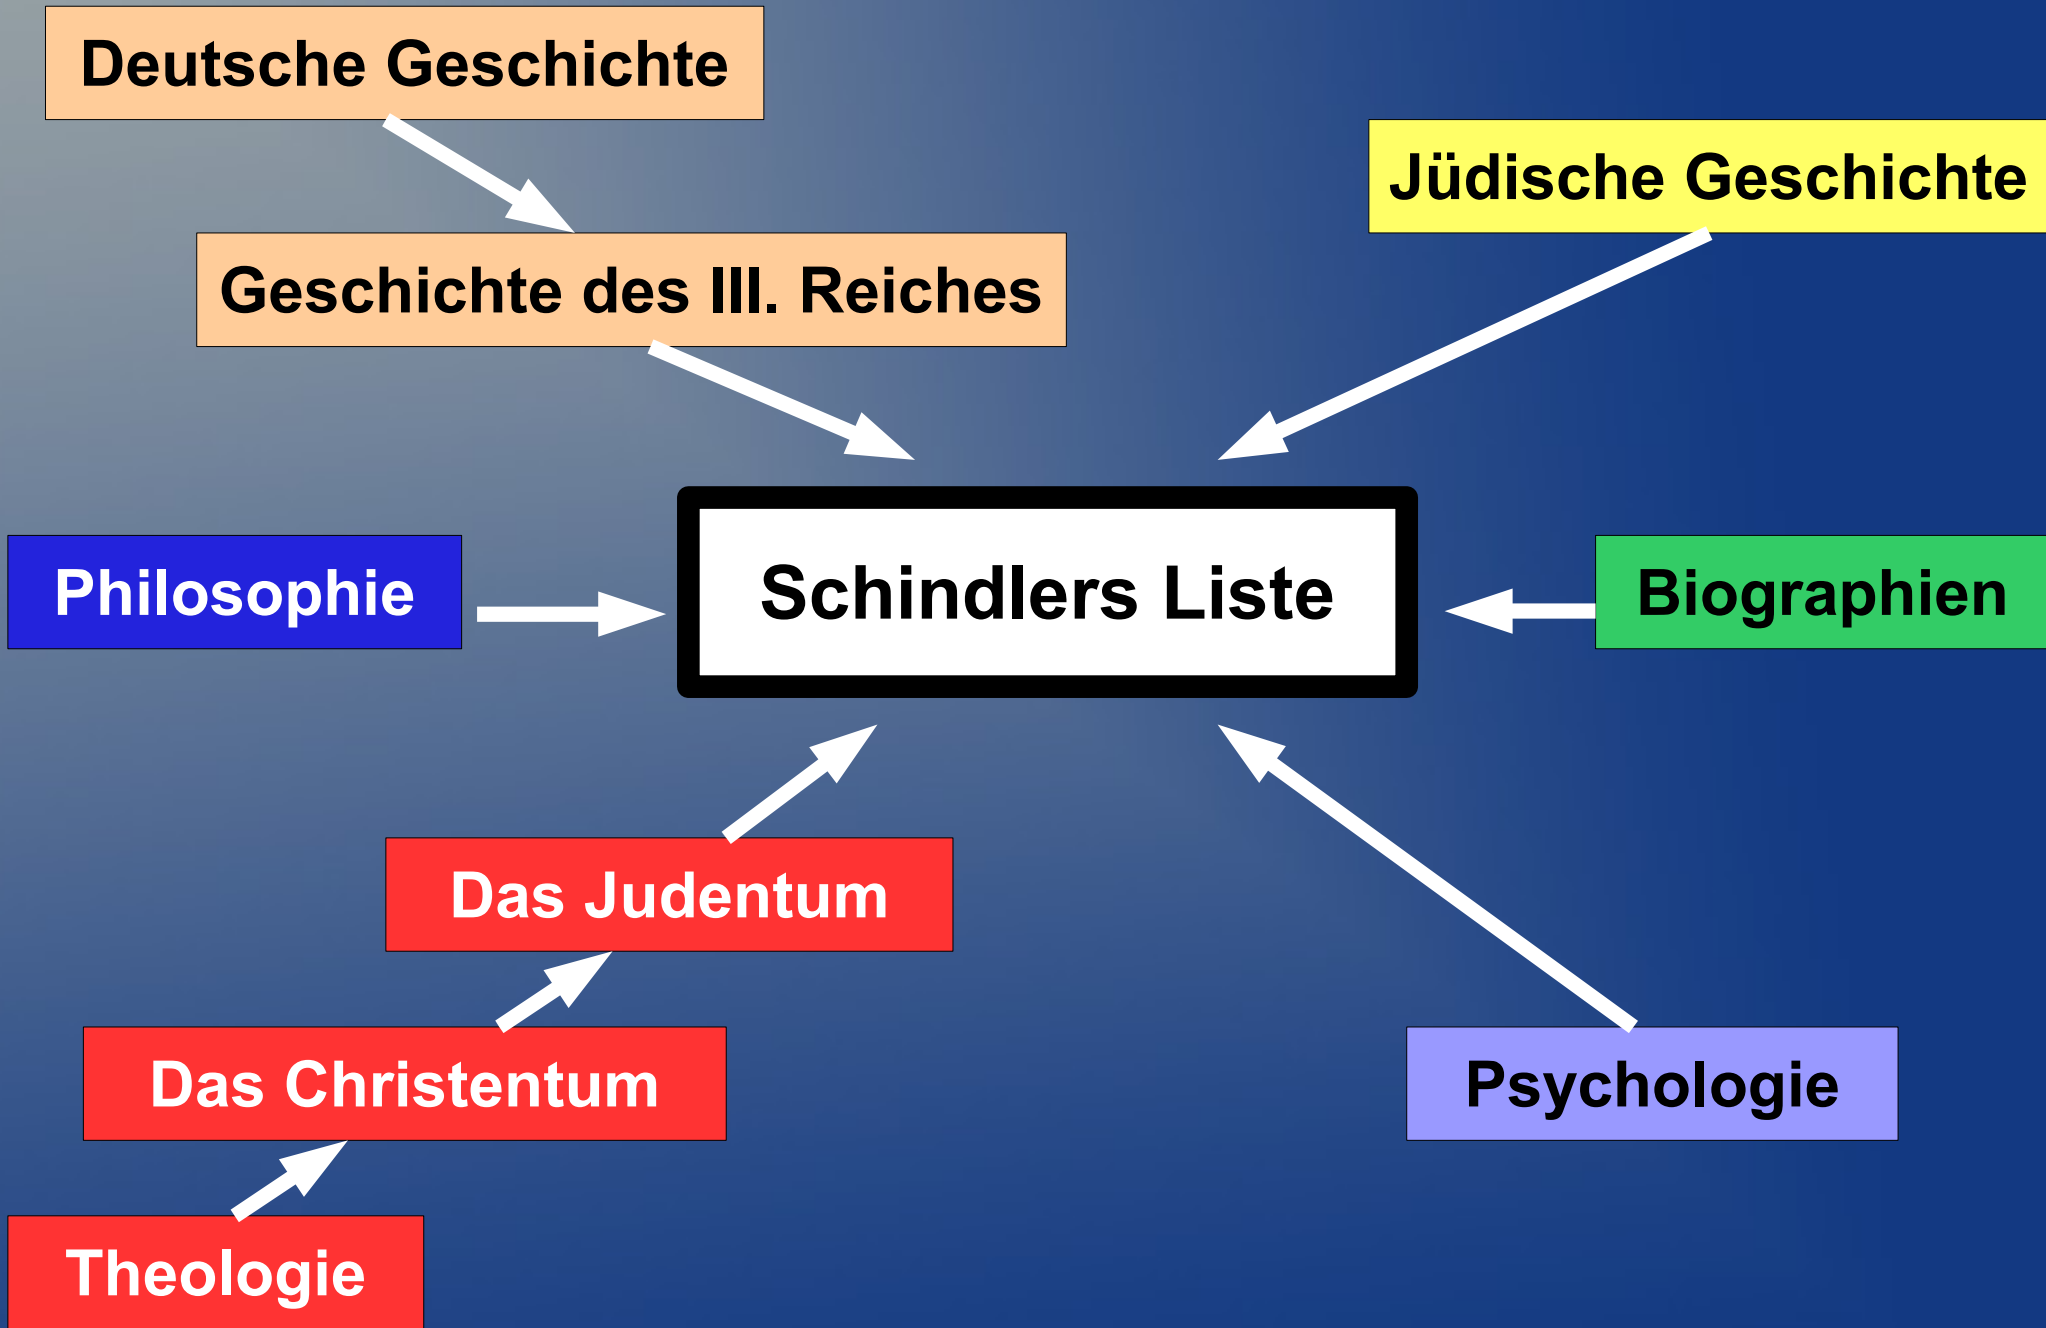 Deutsche Geschichte
Jüdische Geschichte
Geschichte des III. Reiches
Philosophie
Schindlers Liste
Biographien
Das Judentum
Das Christentum
Psychologie
Theologie